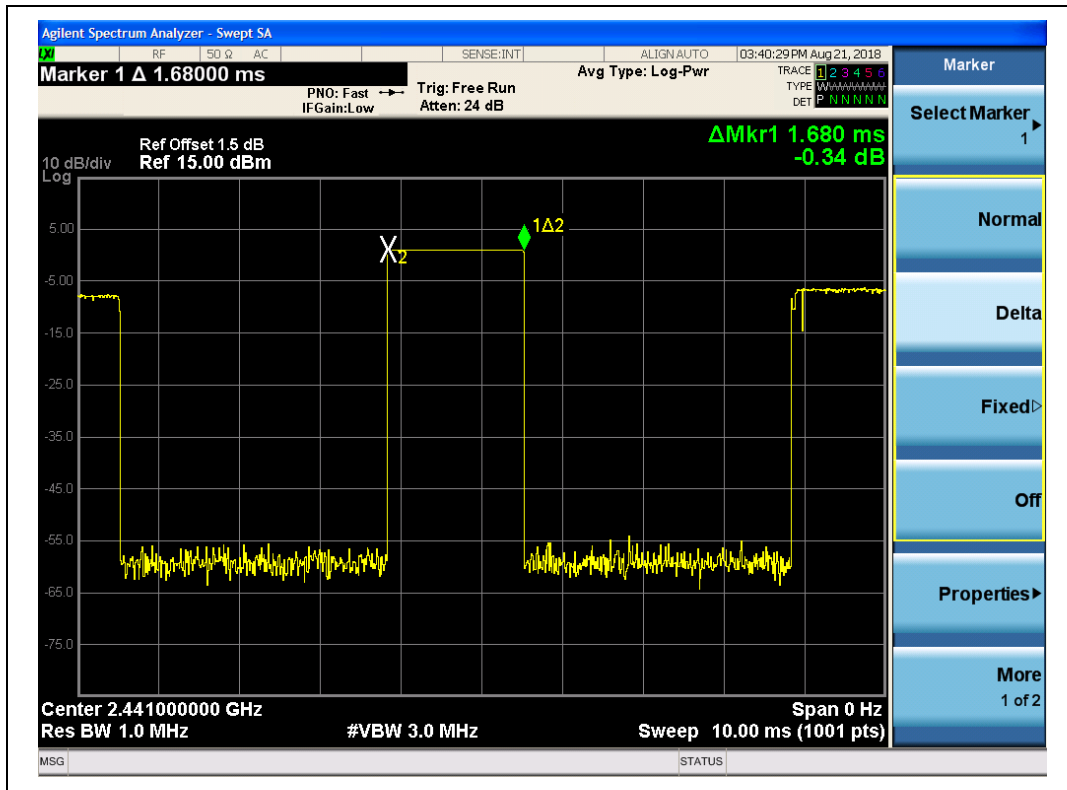 Agilent Spectrum Analyzer - Swept SA
LXI RF 50 Ω AC SENSE:INT ALIGN AUTO 03:40:29 PM Aug 21, 2018
Marker 1 Δ 1.68000 ms
PNO: Fast
IFGain:Low
Trig: Free Run
Atten: 24 dB
Avg Type: Log-Pwr
TRACE 1 2 3 4 5 6
TYPE
DET P N N N N N
Ref Offset 1.5 dB
10 dB/div Ref 15.00 dBm
Log
ΔMkr1 1.680 ms
-0.34 dB
5.00
-5.00
-15.0
-25.0
-35.0
-45.0
-55.0
-65.0
-75.0
X2
1Δ2
Center 2.441000000 GHz Span 0 Hz
Res BW 1.0 MHz #VBW 3.0 MHz Sweep 10.00 ms (1001 pts)
MSG STATUS
Marker
Select Marker
1
Normal
Delta
Fixed
Off
Properties
More
1 of 2